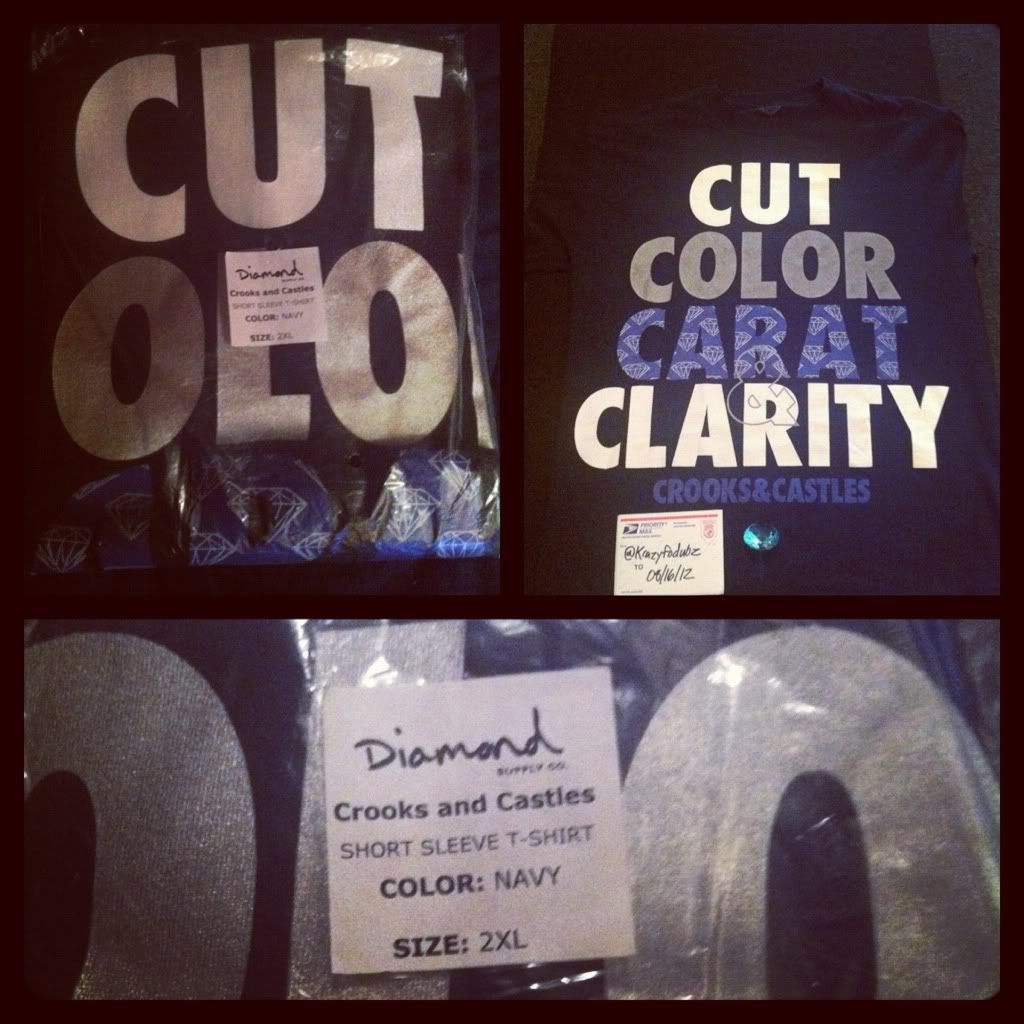 CUT
OLO
Diamond
SUPPLY CO.
Crooks and Castles
SHORT SLEEVE T-SHIRT
COLOR: NAVY
SIZE: 2XL
CUT
COLOR
CARAT
&
CLARITY
CROOKS&CASTLES
PRIORITY
MAIL
@Krazyfodubz
TO
08/16/12
Diamond
SUPPLY CO.
Crooks and Castles
SHORT SLEEVE T-SHIRT
COLOR: NAVY
SIZE: 2XL